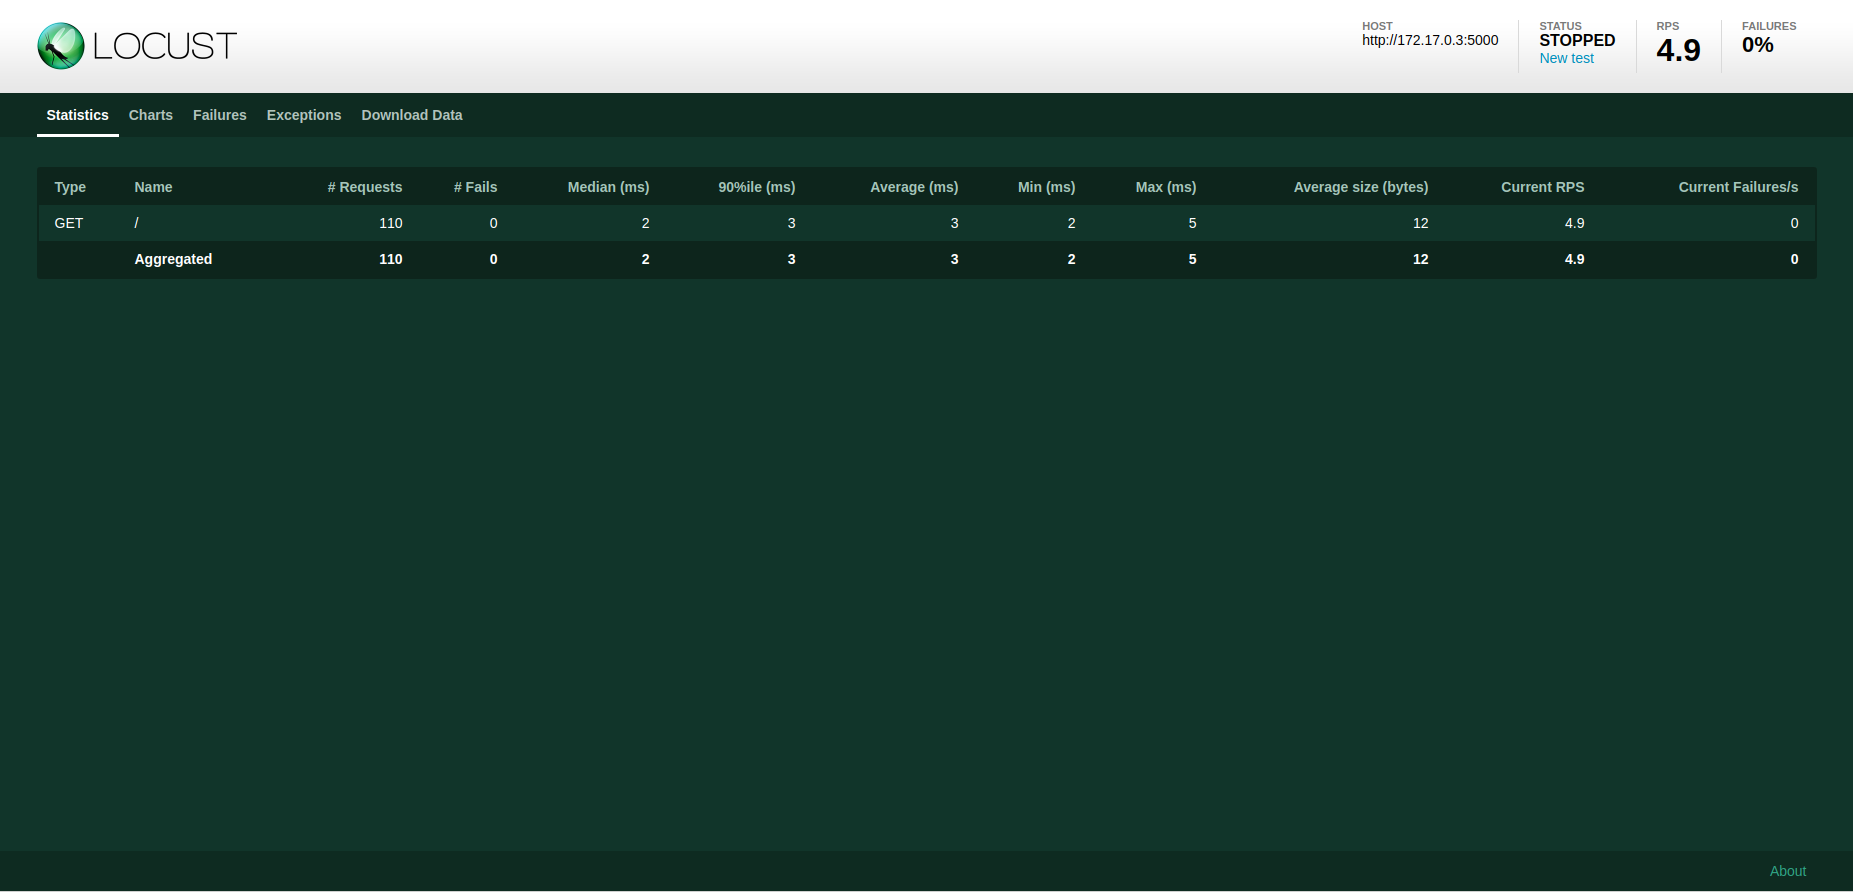 LOCUST
HOST
http://172.17.0.3:5000
STATUS
STOPPED
New test
RPS
4.9
FAILURES
0%
Statistics Charts Failures Exceptions Download Data
Type Name # Requests # Fails Median (ms) 90%ile (ms) Average (ms) Min (ms) Max (ms) Average size (bytes) Current RPS Current Failures/s
GET / 110 0 2 3 3 2 5 12 4.9 0
Aggregated 110 0 2 3 3 2 5 12 4.9 0
About